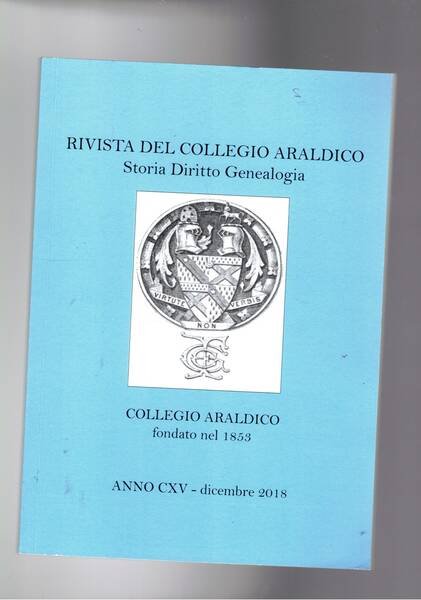 RIVISTA DEL COLLEGIO ARALDICO
Storia Diritto Genealogia
VIRTUTE NON VERBIS
COLLEGIO ARALDICO
fondato nel 1853
ANNO CXV - dicembre 2018